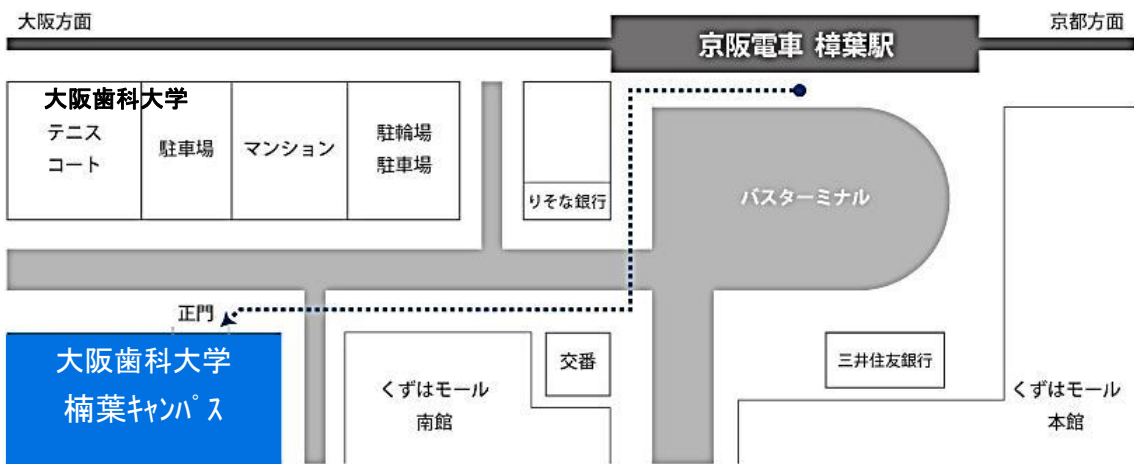 大阪方面
京都方面
京阪電車 樟葉駅
大阪歯科大学
テニス
コート
駐車場
マンション
駐輪場
駐車場
りそな銀行
バスターミナル
正門
大阪歯科大学
楠葉ｷｬﾝﾊﾟｽ
くずはモール
南館
交番
三井住友銀行
くずはモール
本館